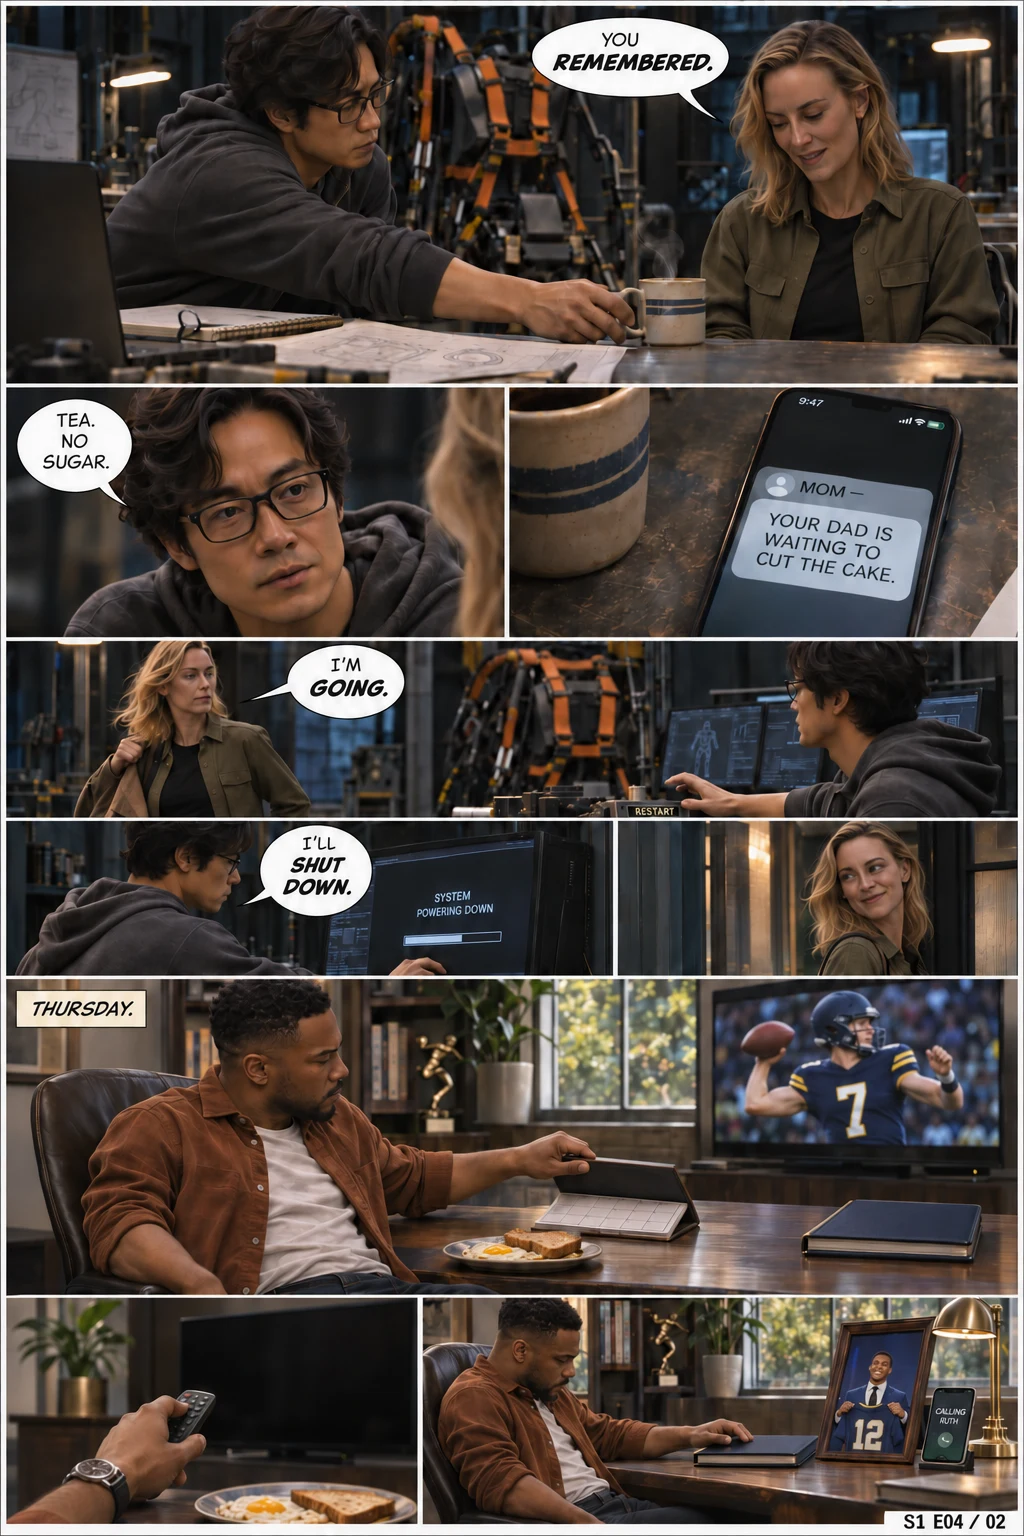 YOU
REMEMBERED.
TEA.
NO
SUGAR.
9:47
MOM —
YOUR DAD IS
WAITING TO
CUT THE CAKE.
I'M
GOING.
RESTART
I'LL
SHUT
DOWN.
SYSTEM
POWERING DOWN
THURSDAY.
7
12
CALLING
RUTH
S1 E04 / 02